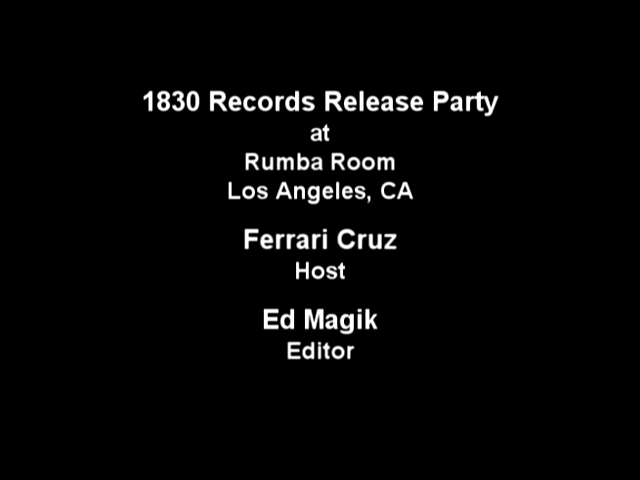 1830 Records Release Party
at
Rumba Room
Los Angeles, CA
Ferrari Cruz
Host
Ed Magik
Editor